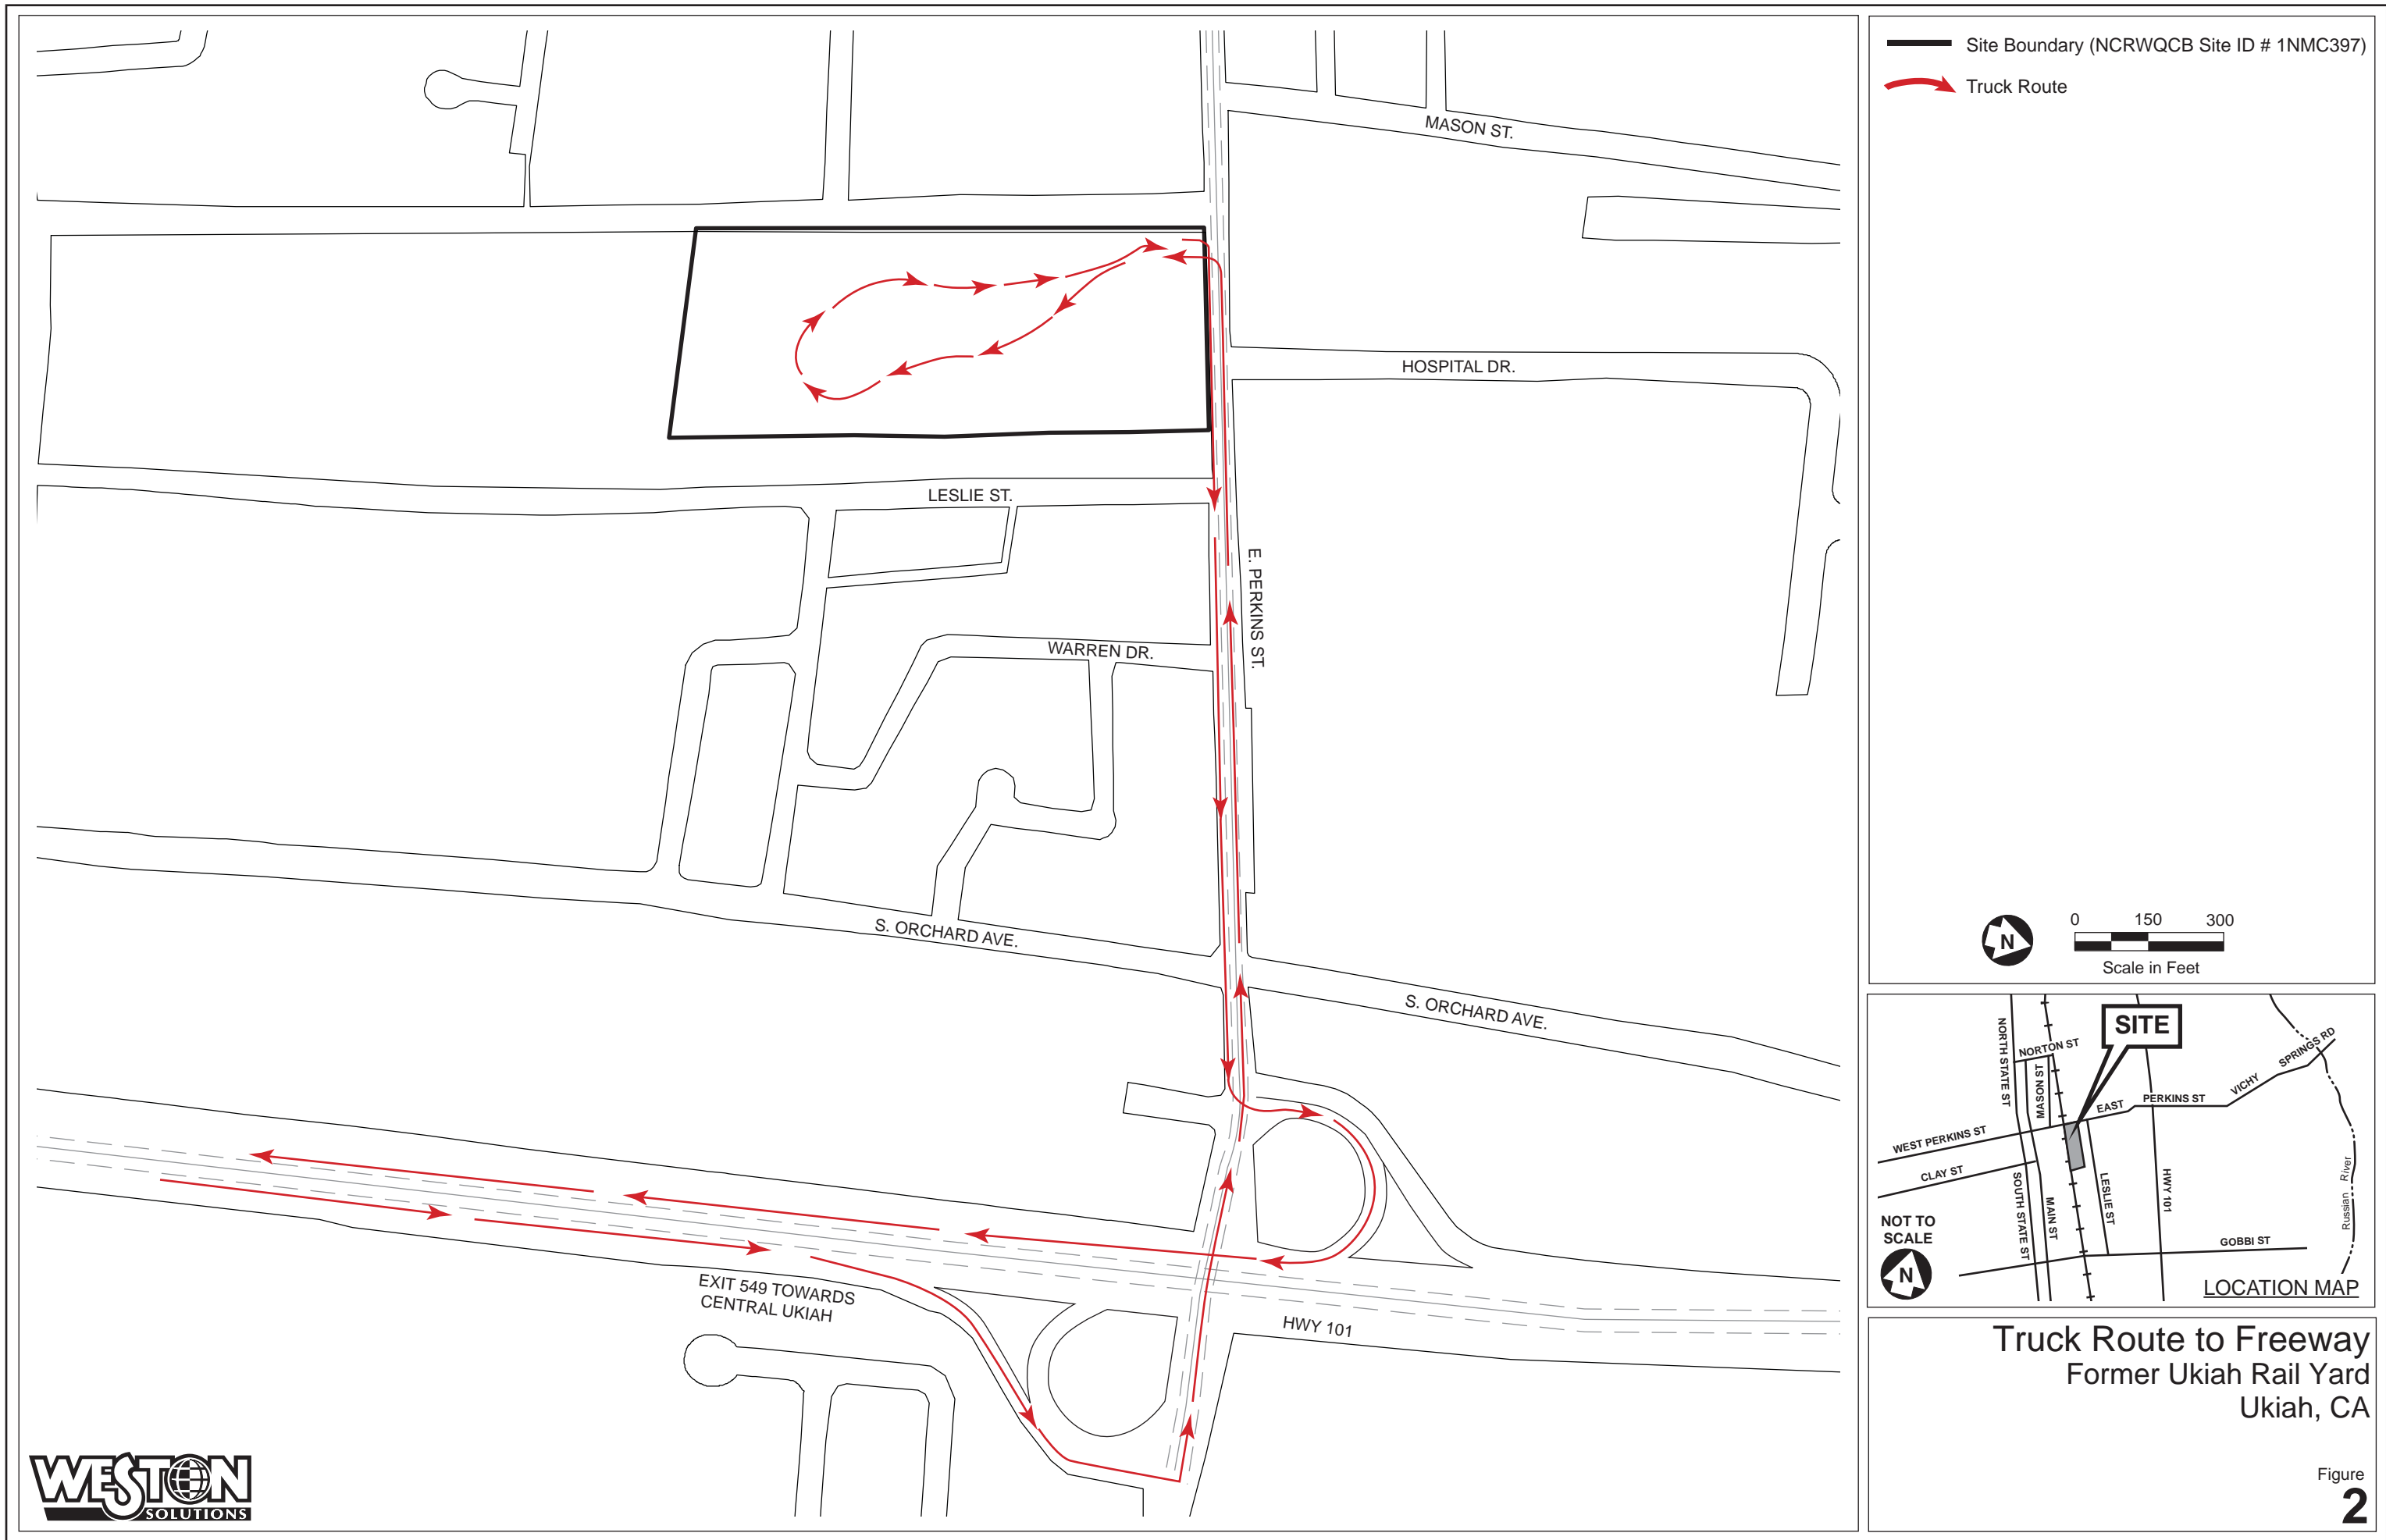 MASON ST.
HOSPITAL DR.
LESLIE ST.
E. PERKINS ST.
WARREN DR.
S. ORCHARD AVE.
S. ORCHARD AVE.
EXIT 549 TOWARDS
CENTRAL UKIAH
HWY 101
WESTON
SOLUTIONS
Site Boundary (NCRWQCB Site ID # 1NMC397)
Truck Route
N
0 150 300
Scale in Feet
SITE
NORTH STATE ST
NORTON ST
MASON ST
SPRINGS RD
VICHY
PERKINS ST
EAST
WEST PERKINS ST
CLAY ST
SOUTH STATE ST
MAIN ST
LESLIE ST
HWY 101
Russian River
GOBBI ST
NOT TO
SCALE
N
LOCATION MAP
Truck Route to Freeway
Former Ukiah Rail Yard
Ukiah, CA
Figure
2